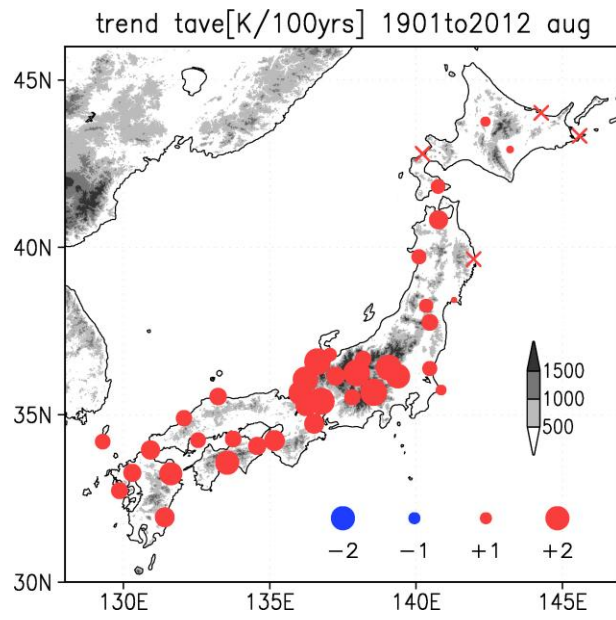 trend tave[K/100yrs] 1901to2012 aug
45N
40N
35N
30N
1500
1000
500
-2 -1 +1 +2
130E 135E 140E 145E